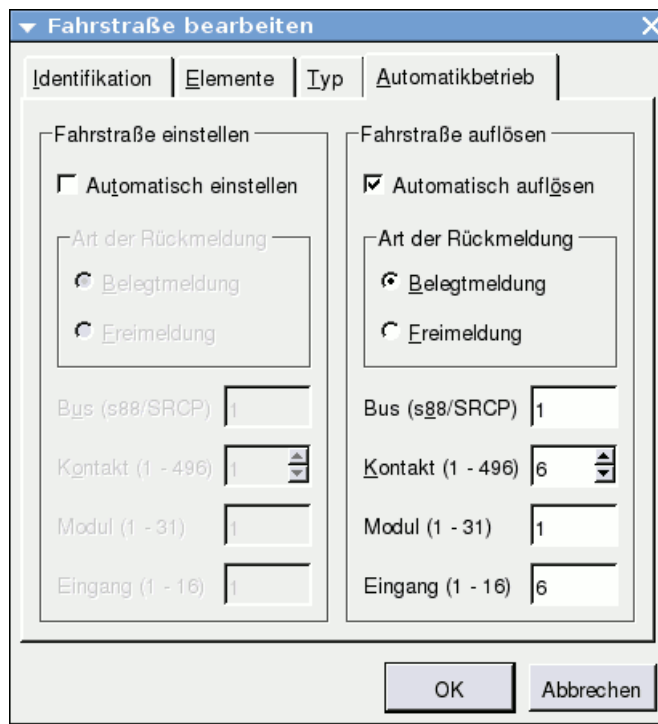 Fahrstraße bearbeiten
Identifikation Elemente Typ Automatikbetrieb
Fahrstraße einstellen
Automatisch einstellen
Art der Rückmeldung
Belegtmeldung
Freimeldung
Bus (s88/SRCP) 1
Kontakt (1 - 496) 1
Modul (1 - 31) 1
Eingang (1 - 16) 1
Fahrstraße auflösen
Automatisch auflösen
Art der Rückmeldung
Belegtmeldung
Freimeldung
Bus (s88/SRCP) 1
Kontakt (1 - 496) 6
Modul (1 - 31) 1
Eingang (1 - 16) 6
OK Abbrechen